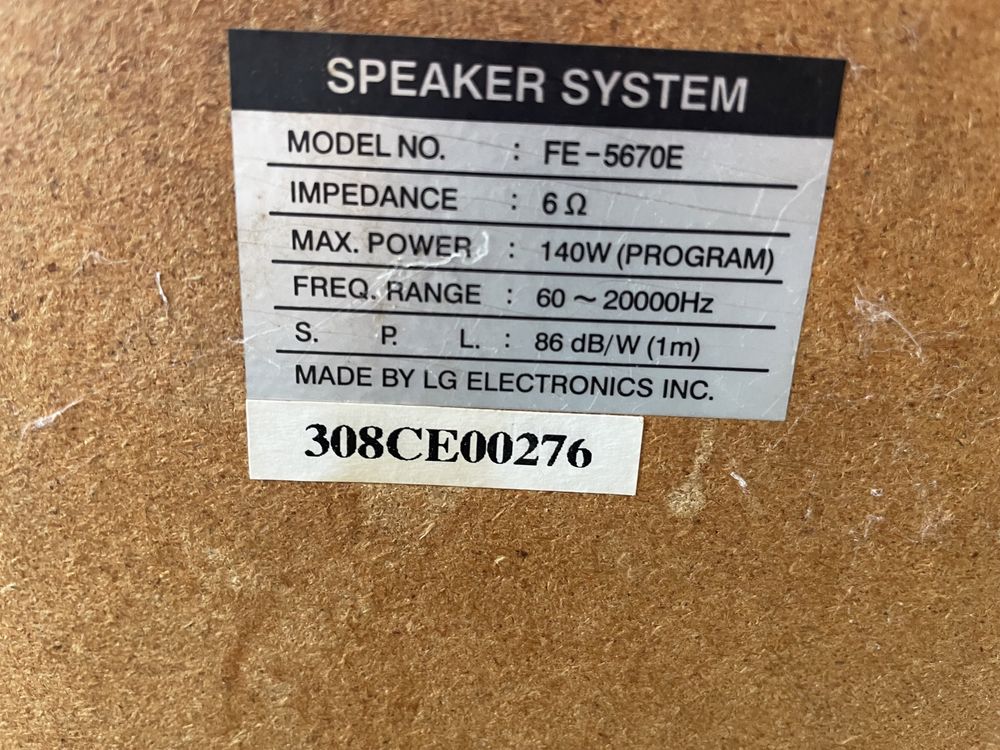 SPEAKER SYSTEM
MODEL NO. : FE-5670E
IMPEDANCE : 6 Ω
MAX. POWER : 140W (PROGRAM)
FREQ. RANGE : 60 ~ 20000Hz
S. P. L. : 86 dB/W (1m)
MADE BY LG ELECTRONICS INC.
308CE00276